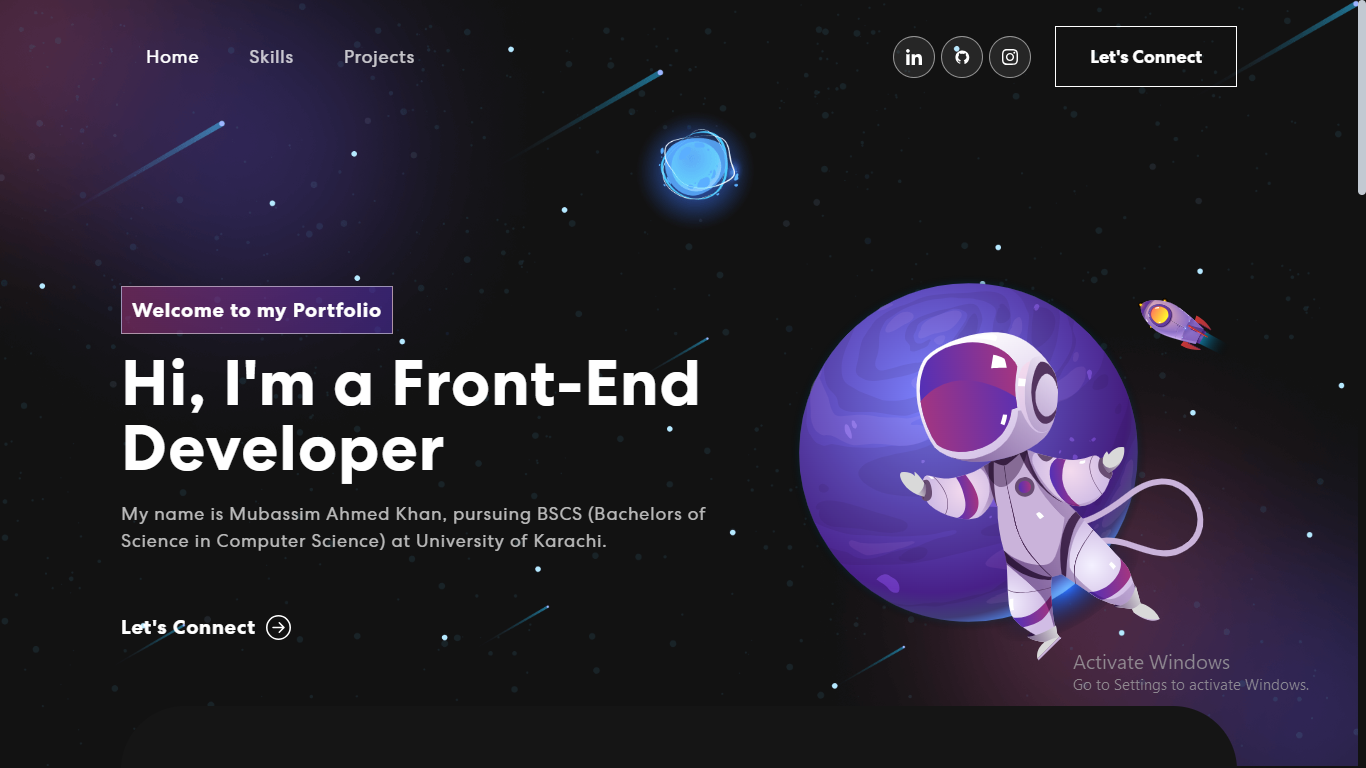 Home Skills Projects Let's Connect
Welcome to my Portfolio
Hi, I'm a Front-End
Developer
My name is Mubassim Ahmed Khan, pursuing BSCS (Bachelors of
Science in Computer Science) at University of Karachi.
Let's Connect
Activate Windows
Go to Settings to activate Windows.